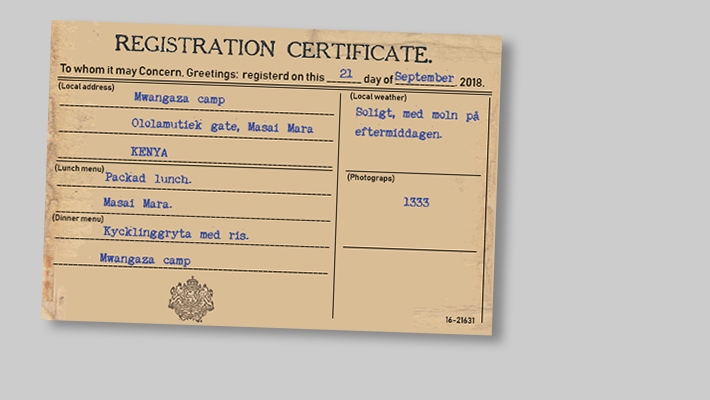 REGISTRATION CERTIFICATE.
To whom it may Concern, Greetings: registerd on this 21 day of September. 2018.
(Local address)
Mwangaza camp
Ololamutiek gate, Masai Mara
KENYA
(Lunch menu)
Packad lunch.
Masai Mara.
(Dinner menu)
Kycklinggryta med ris.
Mwangaza camp
(Local weather)
Soligt, med moln på
eftermiddagen.
(Photograps)
1333
16-21631